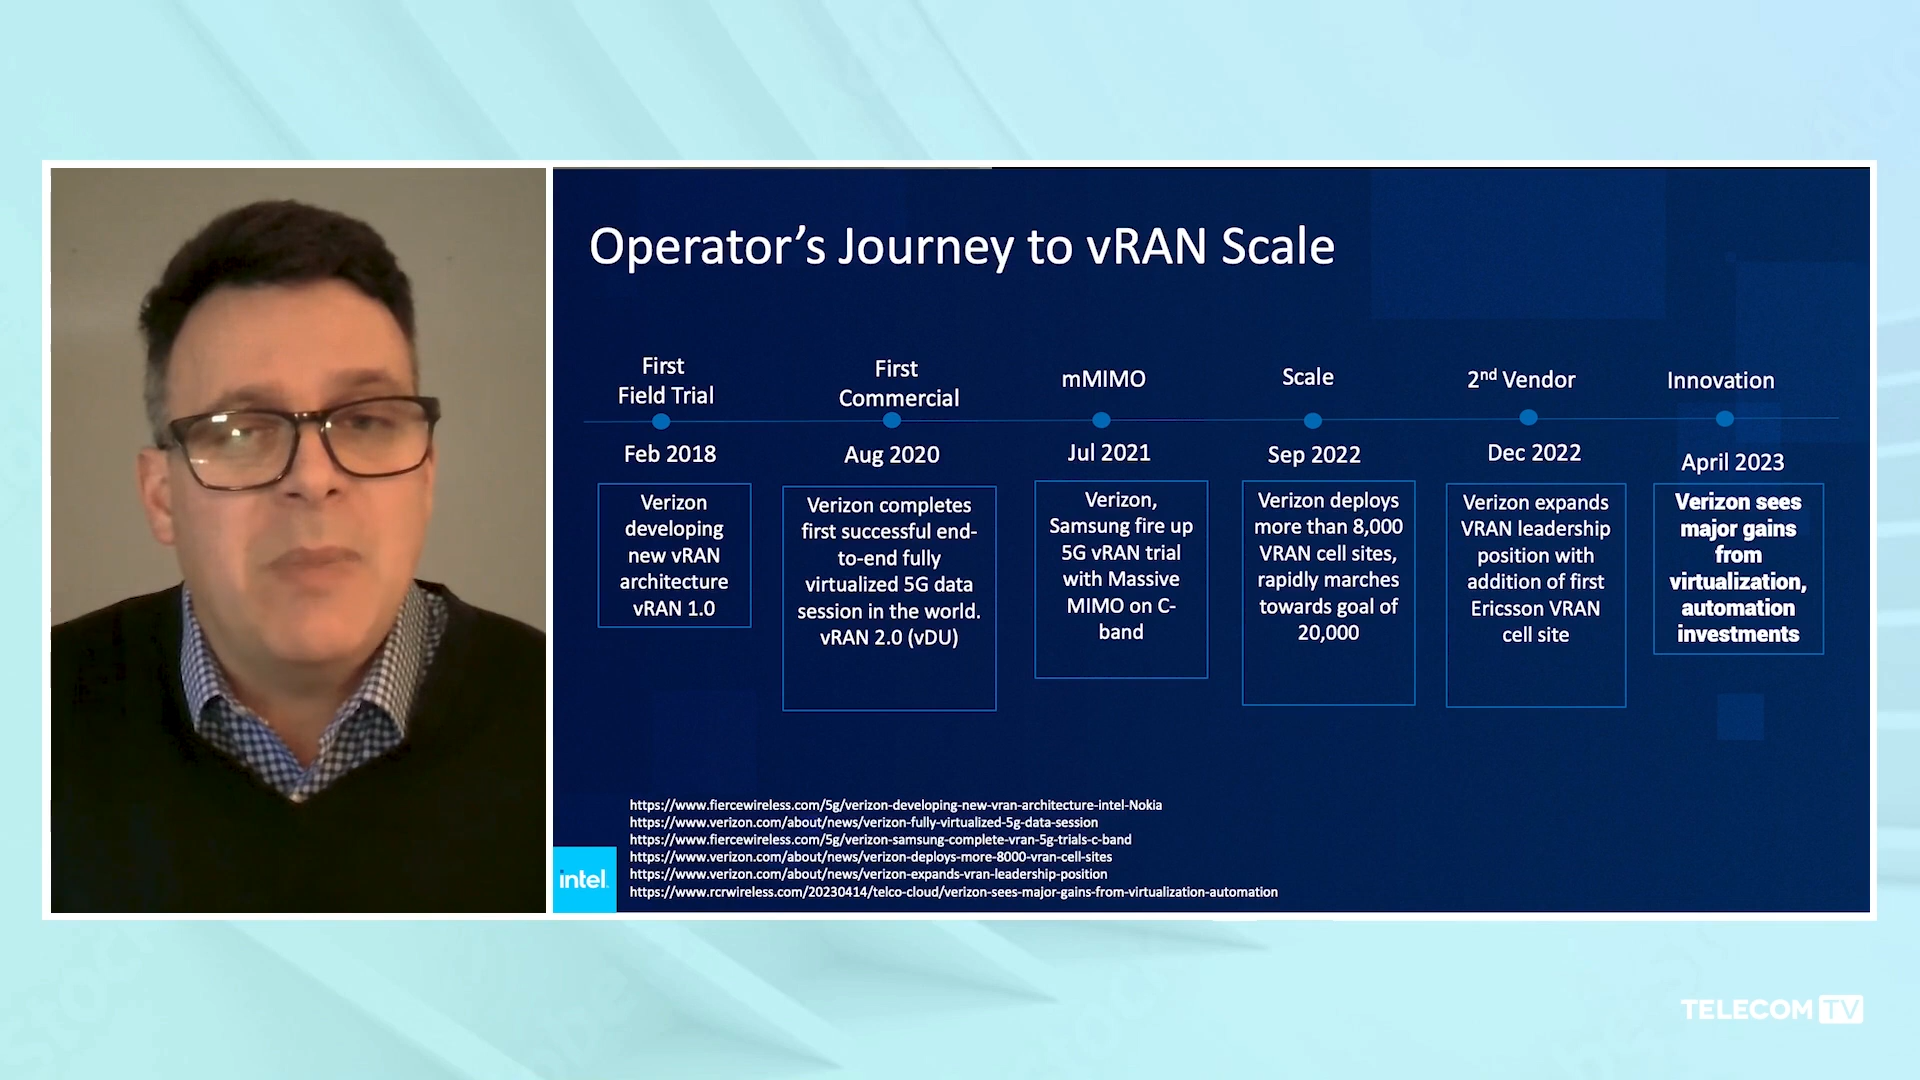 Operator’s Journey to vRAN Scale
First
Field Trial
Feb 2018
Verizon
developing
new vRAN
architecture
vRAN 1.0
First
Commercial
Aug 2020
Verizon completes
first successful end-
to-end fully
virtualized 5G data
session in the world.
vRAN 2.0 (vDU)
mMIMO
Jul 2021
Verizon,
Samsung fire up
5G vRAN trial
with Massive
MIMO on C-
band
Scale
Sep 2022
Verizon deploys
more than 8,000
VRAN cell sites,
rapidly marches
towards goal of
20,000
2nd Vendor
Dec 2022
Verizon expands
VRAN leadership
position with
addition of first
Ericsson VRAN
cell site
Innovation
April 2023
Verizon sees
major gains
from
virtualization,
automation
investments
https://www.fiercewireless.com/5g/verizon-developing-new-vran-architecture-intel-Nokia
https://www.verizon.com/about/news/verizon-fully-virtualized-5g-data-session
https://www.fiercewireless.com/5g/verizon-samsung-complete-vran-5g-trials-c-band
https://www.verizon.com/about/news/verizon-deploys-more-8000-vran-cell-sites
https://www.verizon.com/about/news/verizon-expands-vran-leadership-position
https://www.rcrwireless.com/20230414/telco-cloud/verizon-sees-major-gains-from-virtualization-automation
intel.
TELECOM TV